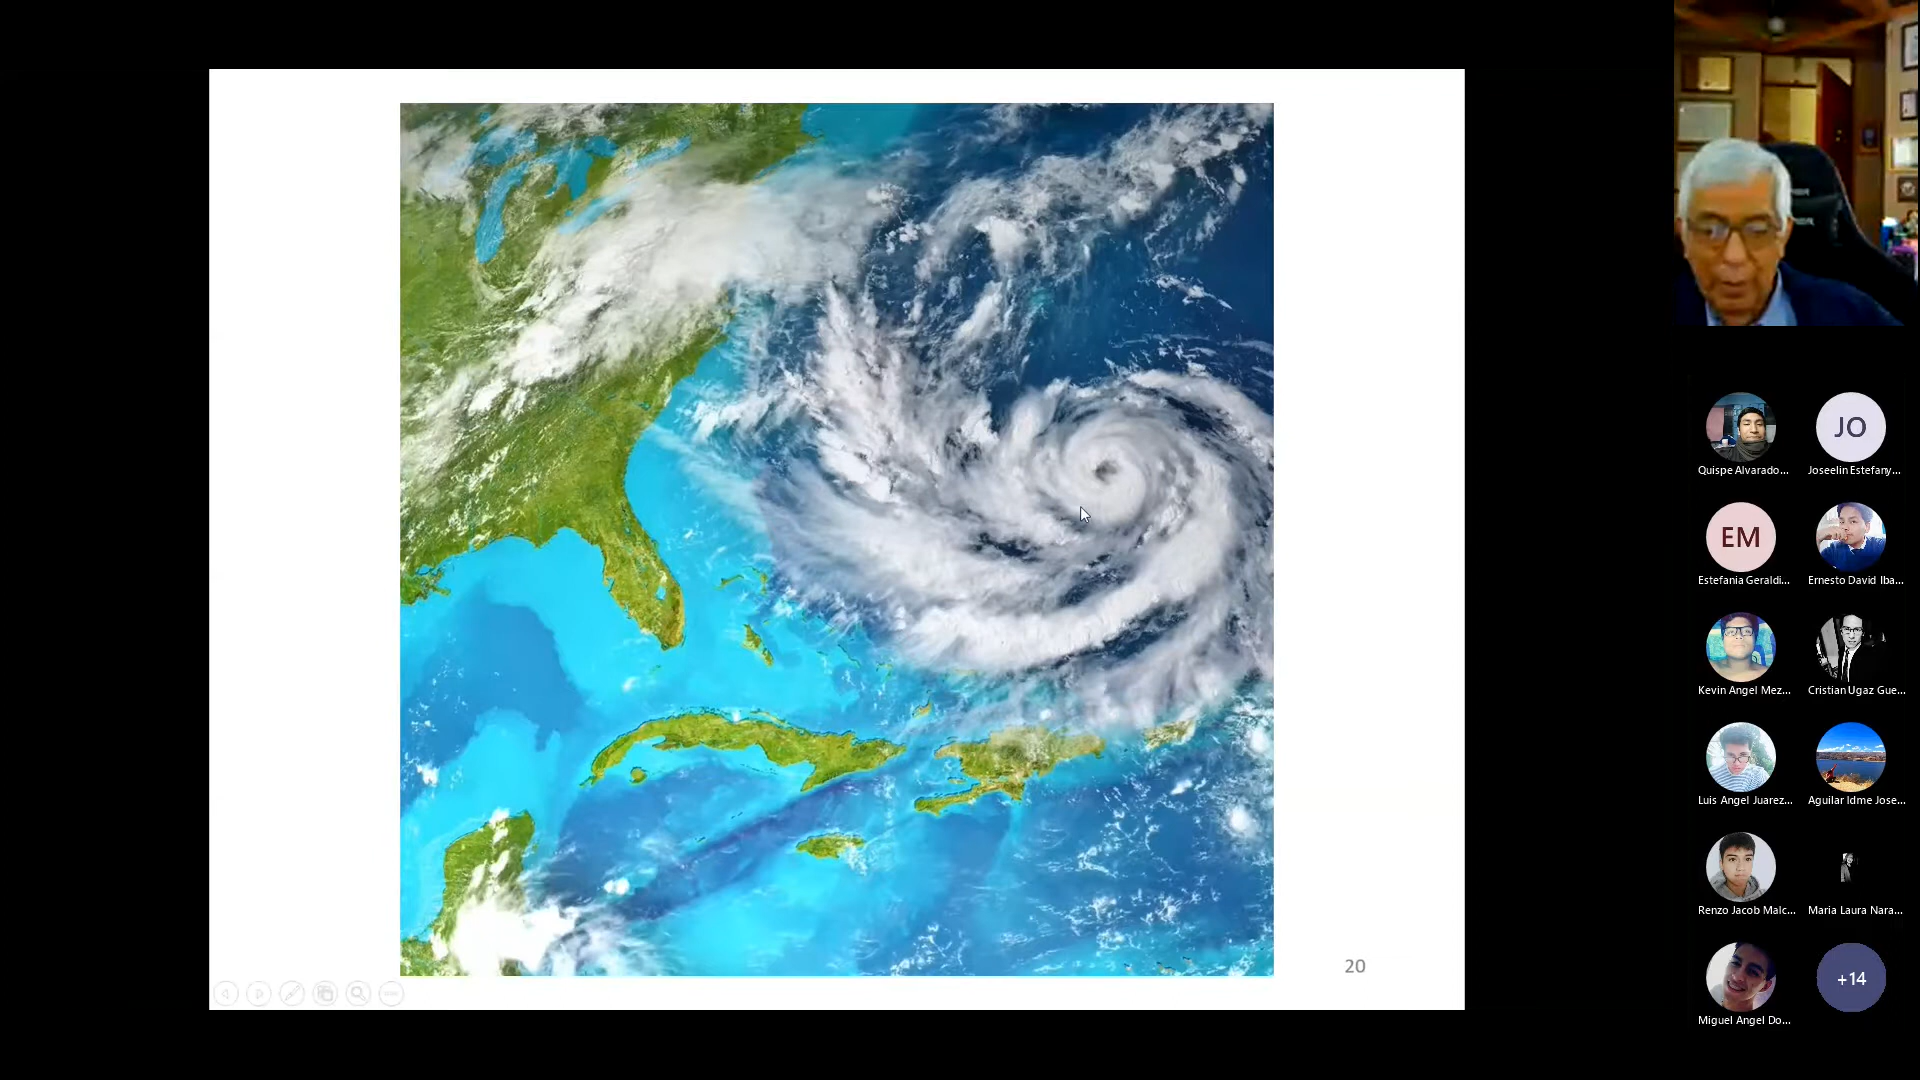 20
Quispe Alvarado...
JO
Joseelin Estefany...
EM
Estefania Geraldi...
Ernesto David Iba...
Kevin Angel Mez...
Cristian Ugaz Gue...
Luis Angel Juarez...
Aguilar Idme Jose...
Renzo Jacob Malc...
Maria Laura Nara...
Miguel Angel Do...
+14